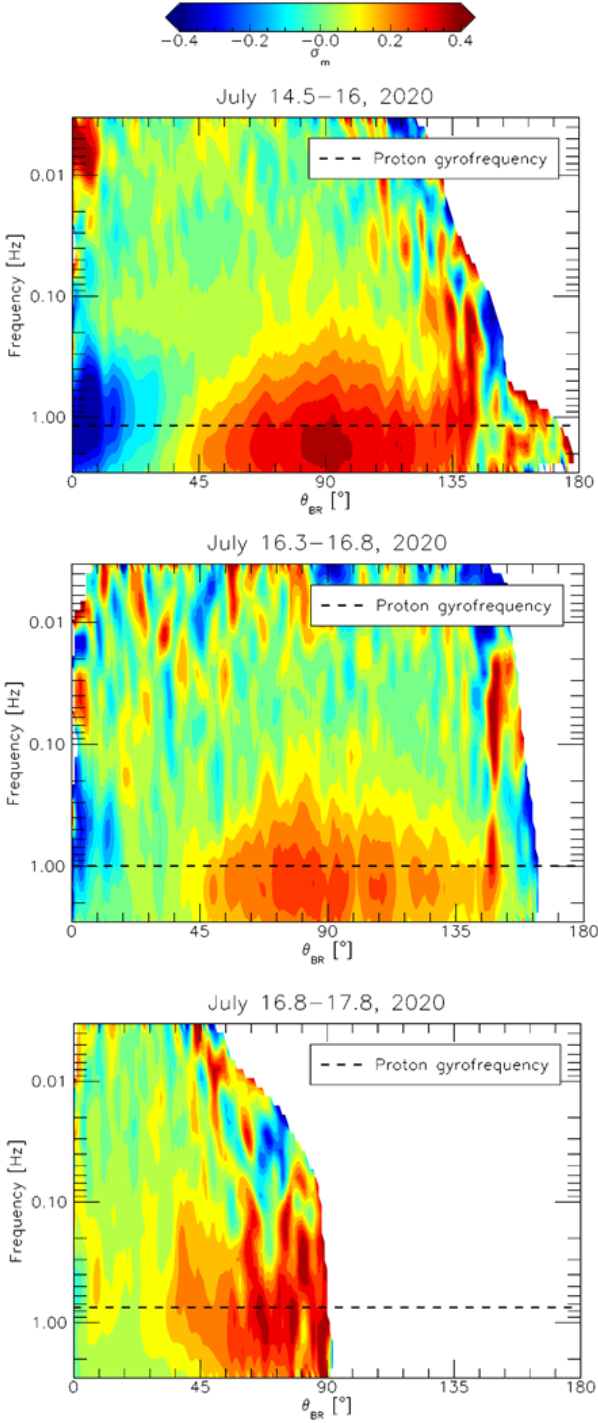 −0.4 −0.2 −0.0 0.2 0.4
σm
July 14.5−16, 2020
Proton gyrofrequency
0.01
0.10
1.00
Frequency [Hz]
0 45 90 135 180
θBR [°]
July 16.3−16.8, 2020
Proton gyrofrequency
0.01
0.10
1.00
Frequency [Hz]
0 45 90 135 180
θBR [°]
July 16.8−17.8, 2020
Proton gyrofrequency
0.01
0.10
1.00
Frequency [Hz]
0 45 90 135 180
θBR [°]